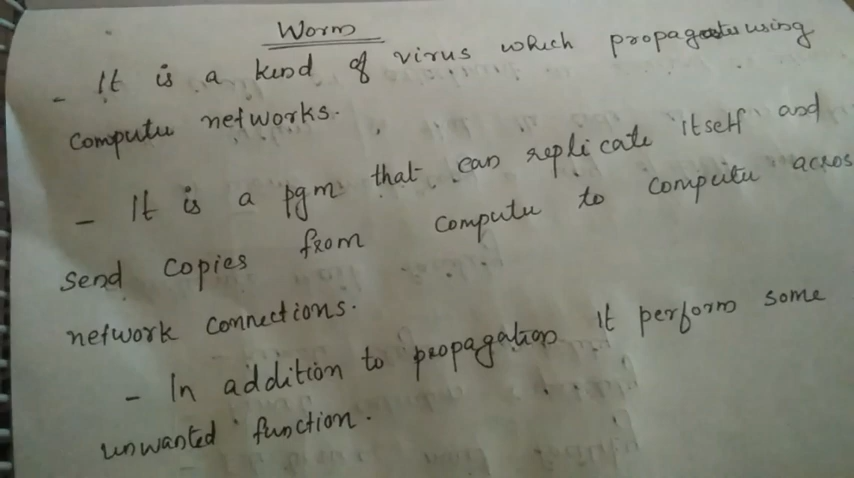 Worm
- It is a kind of virus which propagates using
computer networks.
- It is a pgm that can replicate itself and
send copies from computer to computer across
network connections.
- In addition to propagation it perform some
unwanted function.